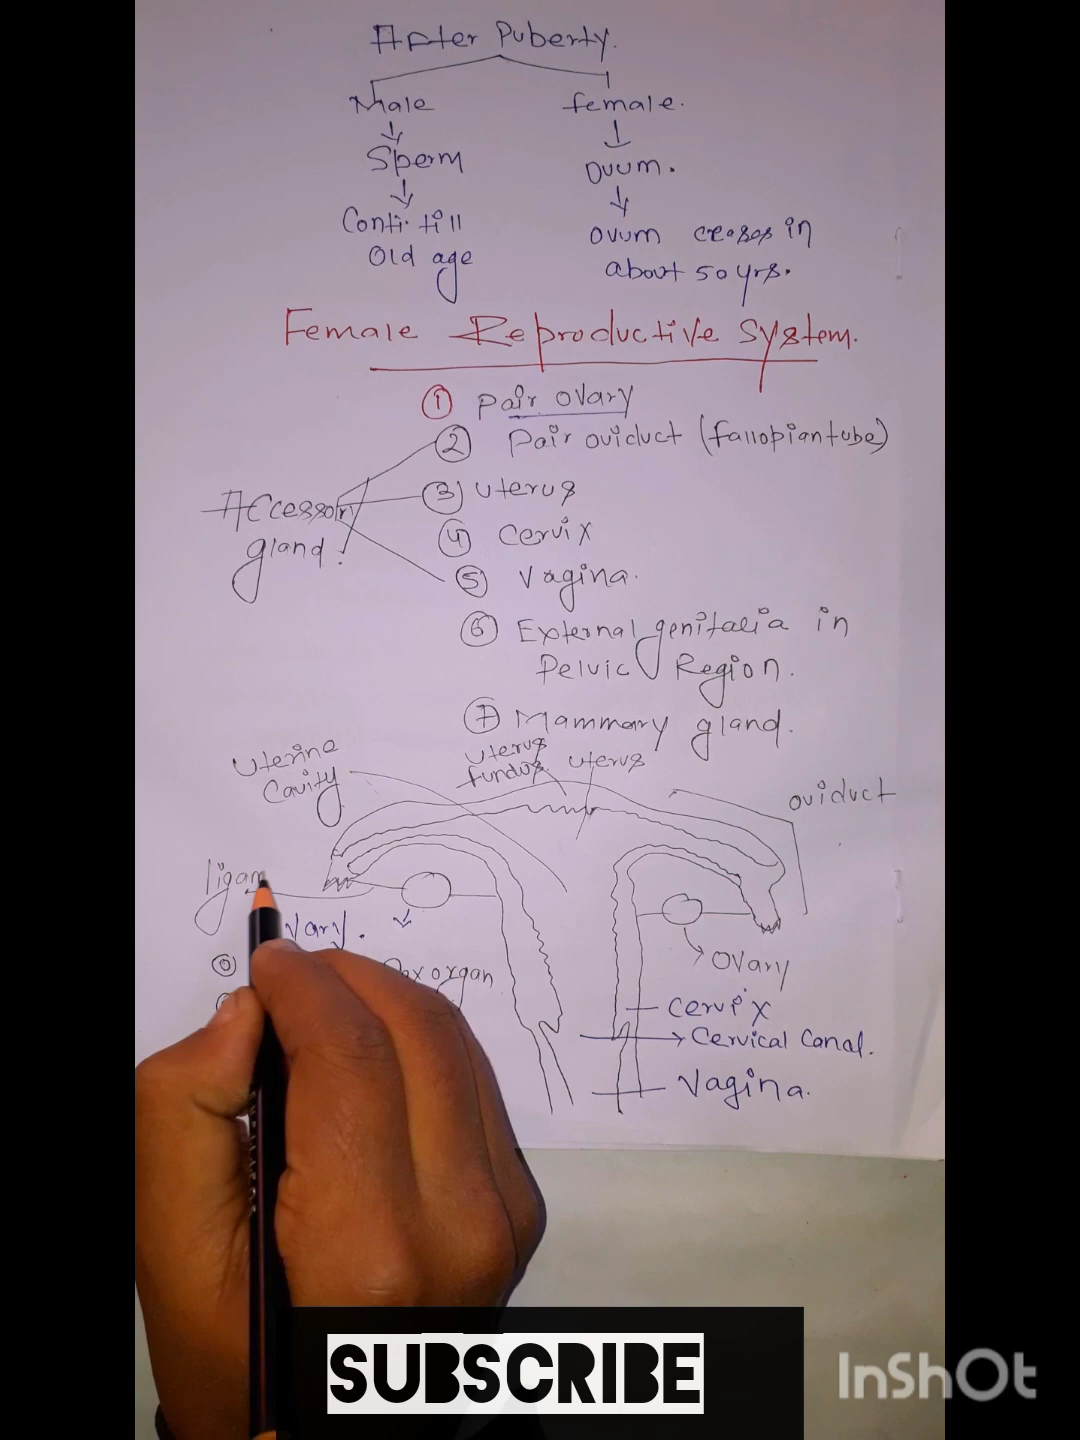 After Puberty.
Male female.
Sperm Ovum.
Conti. till
old age
Ovum ceases in
about 50 yrs.
Female Reproductive System.
① Pair ovary
② Pair oviduct (fallopian tube)
③ Uterus
④ Cervix
⑤ Vagina.
Accessory
gland.
⑥ External genitalia in
Pelvic Region.
⑦ Mammary gland.
Uterine
Cavity
Uterus
fundus
Uterus
oviduct
ligam
vary.
organ
Ovary
Cervix
Cervical Canal.
Vagina.
SUBSCRIBE
InShOt